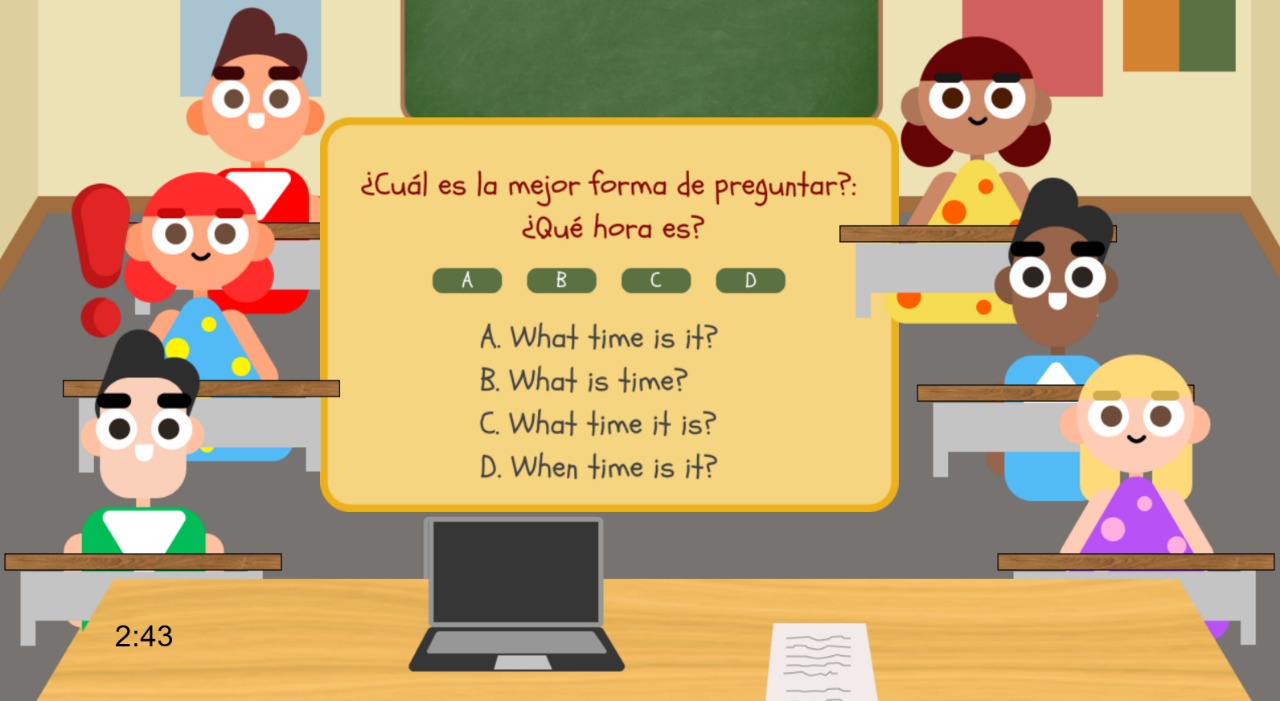 ¿Cuál es la mejor forma de preguntar?:
¿Qué hora es?
A B C D
A. What time is it?
B. What is time?
C. What time it is?
D. When time is it?
2:43